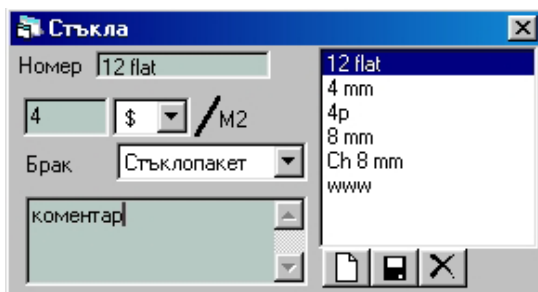 Стъкла
Номер 12 flat
4 $ / M2
Брак Стъклопакет
коментар
12 flat
4 mm
4p
8 mm
Ch 8 mm
www